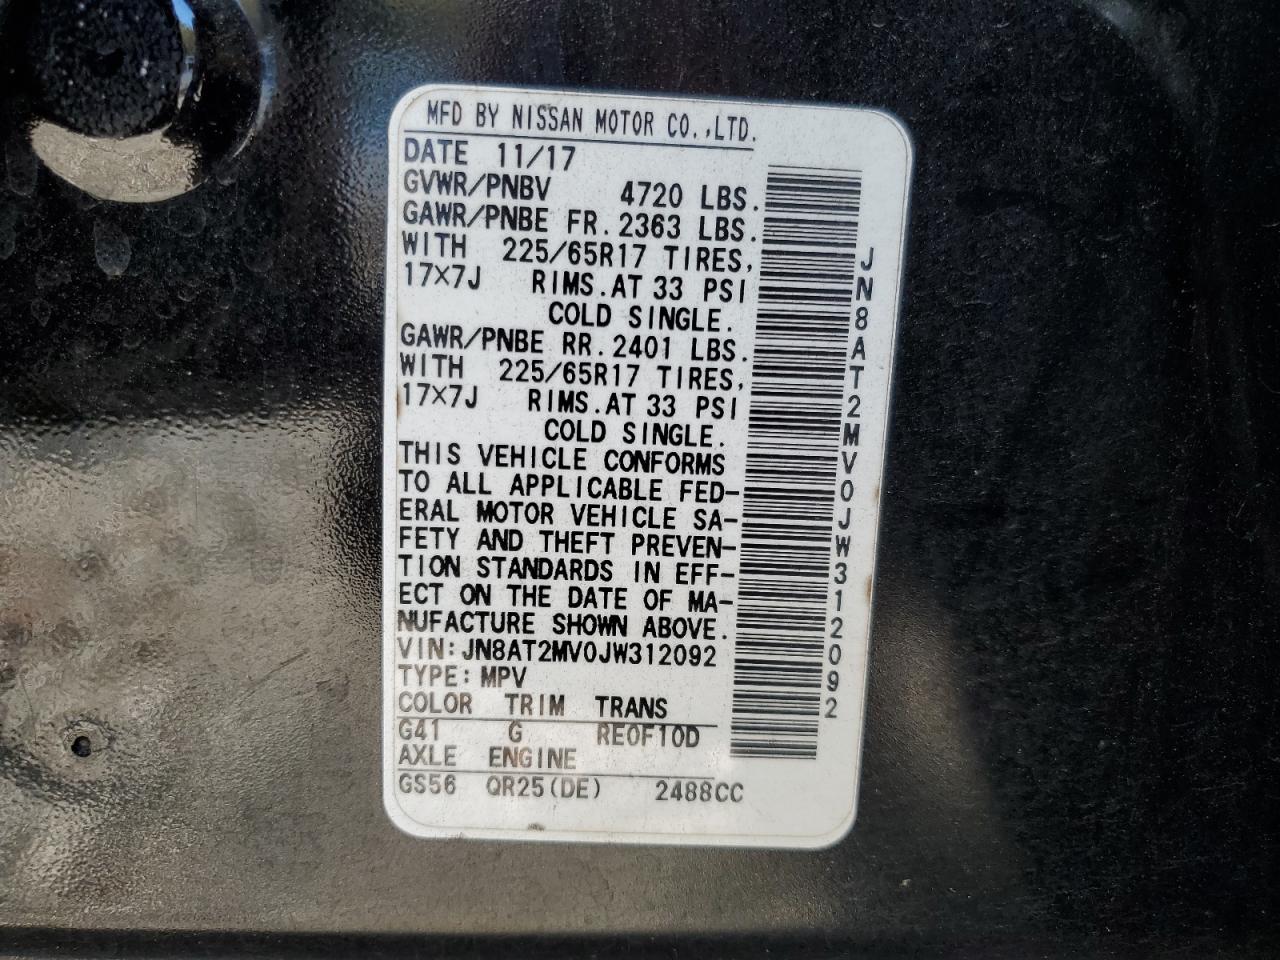 MFD BY NISSAN MOTOR CO.,LTD.
DATE 11/17
GVWR/PNBV 4720 LBS.
GAWR/PNBE FR. 2363 LBS.
WITH 225/65R17 TIRES,
17×7J RIMS. AT 33 PSI
COLD SINGLE.
GAWR/PNBE RR. 2401 LBS.
WITH 225/65R17 TIRES,
17×7J RIMS. AT 33 PSI
COLD SINGLE.
THIS VEHICLE CONFORMS
TO ALL APPLICABLE FED-
ERAL MOTOR VEHICLE SA-
FETY AND THEFT PREVEN-
TION STANDARDS IN EFF-
ECT ON THE DATE OF MA-
NUFACTURE SHOWN ABOVE.
VIN: JN8AT2MV0JW312092
TYPE: MPV
COLOR TRIM TRANS
G41 G RE0F10D
AXLE ENGINE
GS56 QR25(DE) 2488CC
JN8AT2MV0JW312092